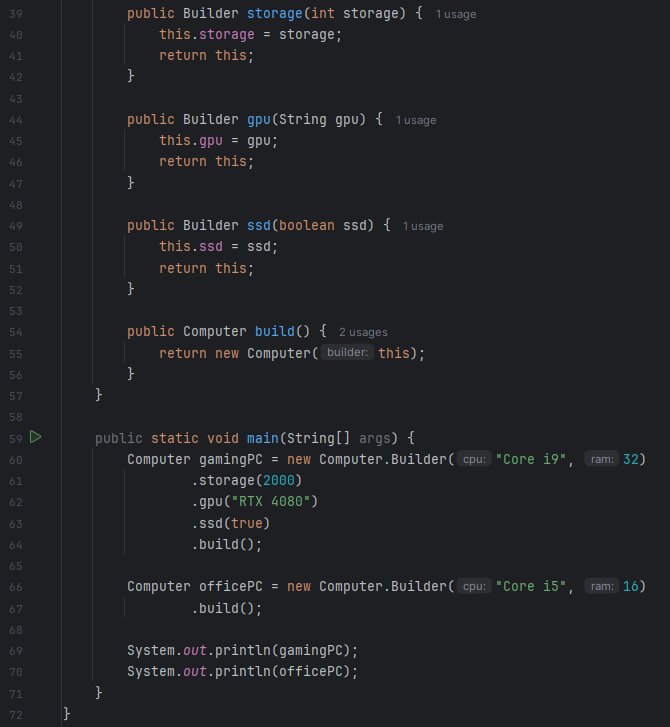 39 public Builder storage(int storage) { 1 usage
40 this.storage = storage;
41 return this;
42 }
43
44 public Builder gpu(String gpu) { 1 usage
45 this.gpu = gpu;
46 return this;
47 }
48
49 public Builder ssd(boolean ssd) { 1 usage
50 this.ssd = ssd;
51 return this;
52 }
53
54 public Computer build() { 2 usages
55 return new Computer( builder: this);
56 }
57 }
58
59 public static void main(String[] args) {
60 Computer gamingPC = new Computer.Builder( cpu: "Core i9", ram: 32)
61 .storage(2000)
62 .gpu("RTX 4080")
63 .ssd(true)
64 .build();
65
66 Computer officePC = new Computer.Builder( cpu: "Core i5", ram: 16)
67 .build();
68
69 System.out.println(gamingPC);
70 System.out.println(officePC);
71 }
72 }